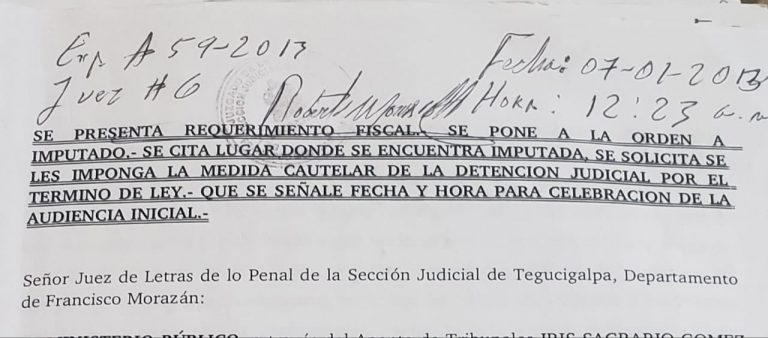 Exp. A 59-2013
Fecha: 07-01-2013
Juez # 6
Hora: 12:23 a.m
SE PRESENTA REQUERIMIENTO FISCAL.- SE PONE A LA ORDEN A
IMPUTADO.- SE CITA LUGAR DONDE SE ENCUENTRA IMPUTADA, SE SOLICITA SE
LES IMPONGA LA MEDIDA CAUTELAR DE LA DETENCION JUDICIAL POR EL
TERMINO DE LEY.- QUE SE SEÑALE FECHA Y HORA PARA CELEBRACION DE LA
AUDIENCIA INICIAL.-
Señor Juez de Letras de lo Penal de la Sección Judicial de Tegucigalpa, Departamento
de Francisco Morazán: